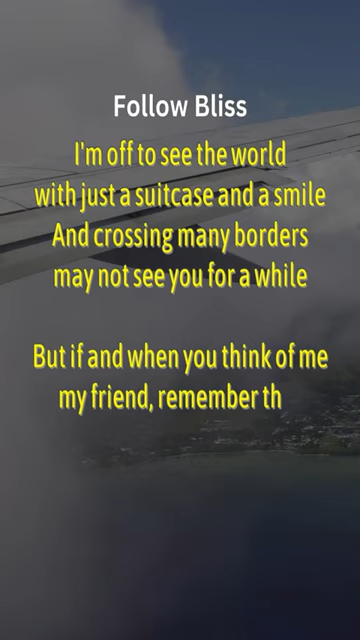 Follow Bliss
I'm off to see the world
with just a suitcase and a smile
And crossing many borders
may not see you for a while
But if and when you think of me
my friend, remember th